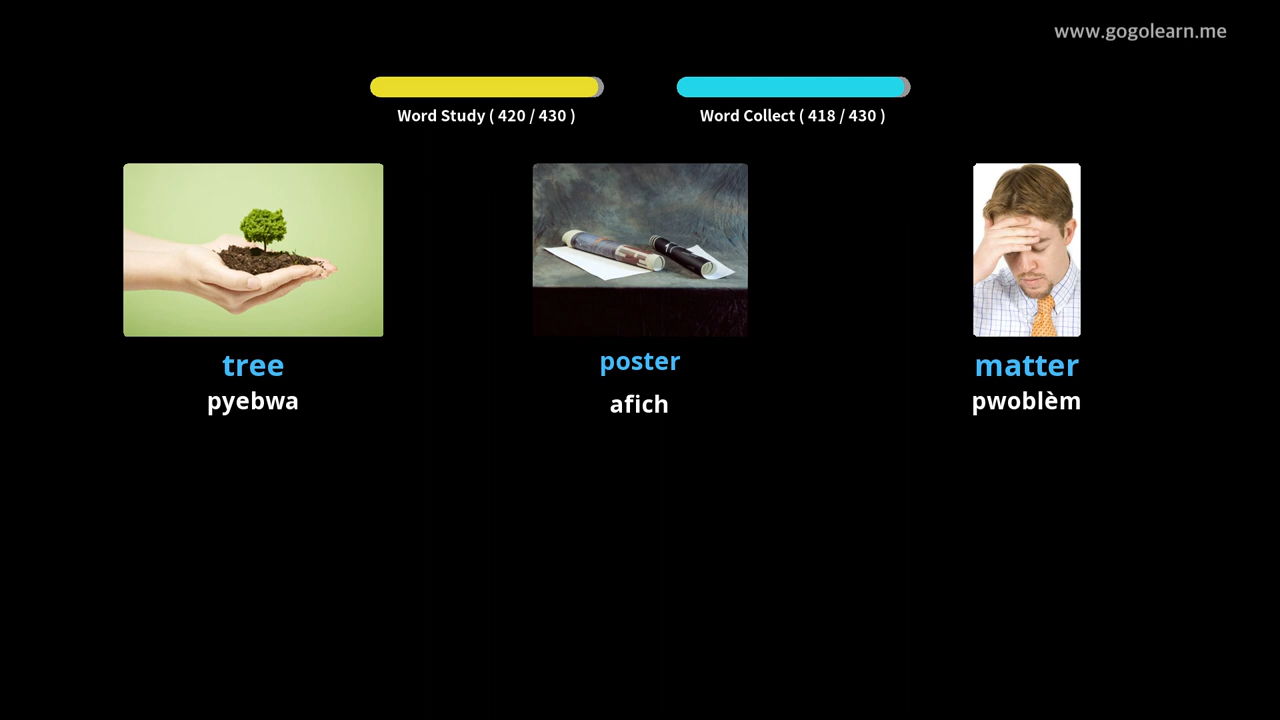 www.gogolearn.me
Word Study ( 420 / 430 )
Word Collect ( 418 / 430 )
tree
pyebwa
poster
afich
matter
pwoblèm